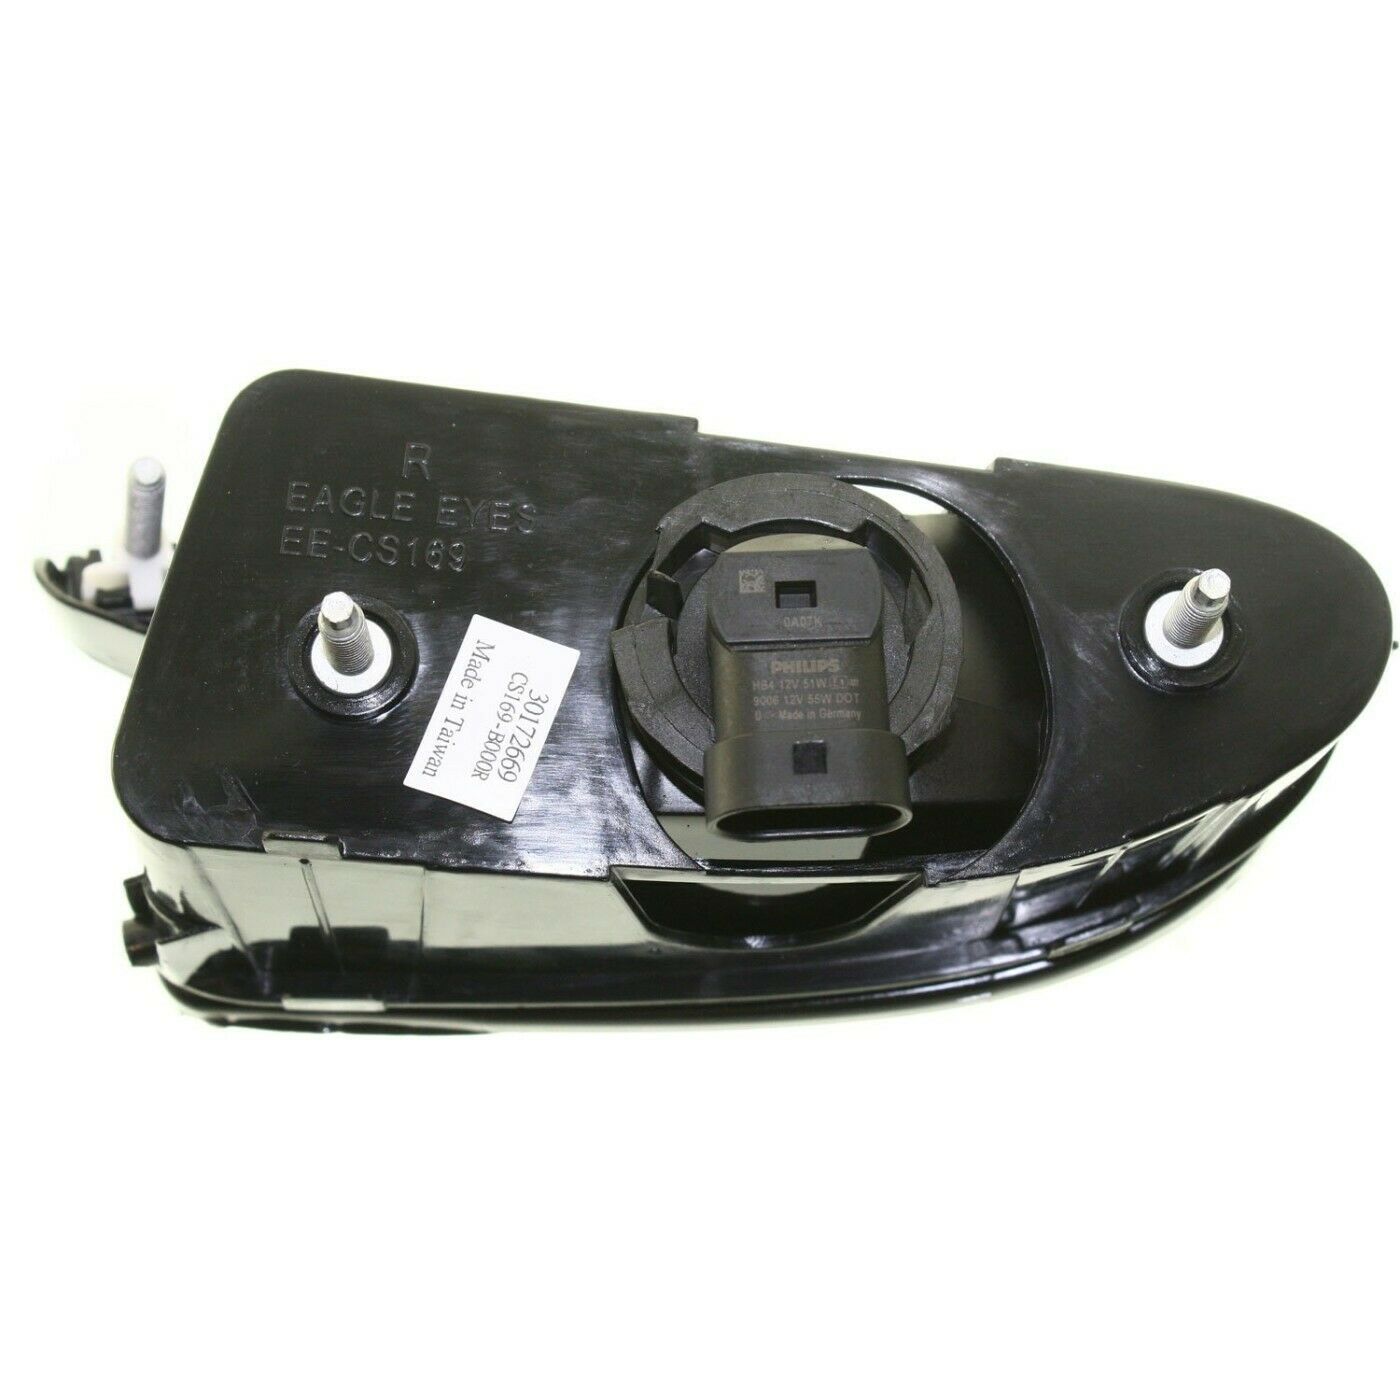 R
EAGLE EYES
EE-CS169
30172669
CS169-B000R
Made in Taiwan
0A07K
PHILIPS
HB4 12V 51W
9006 12V 55W DOT
Made in Germany